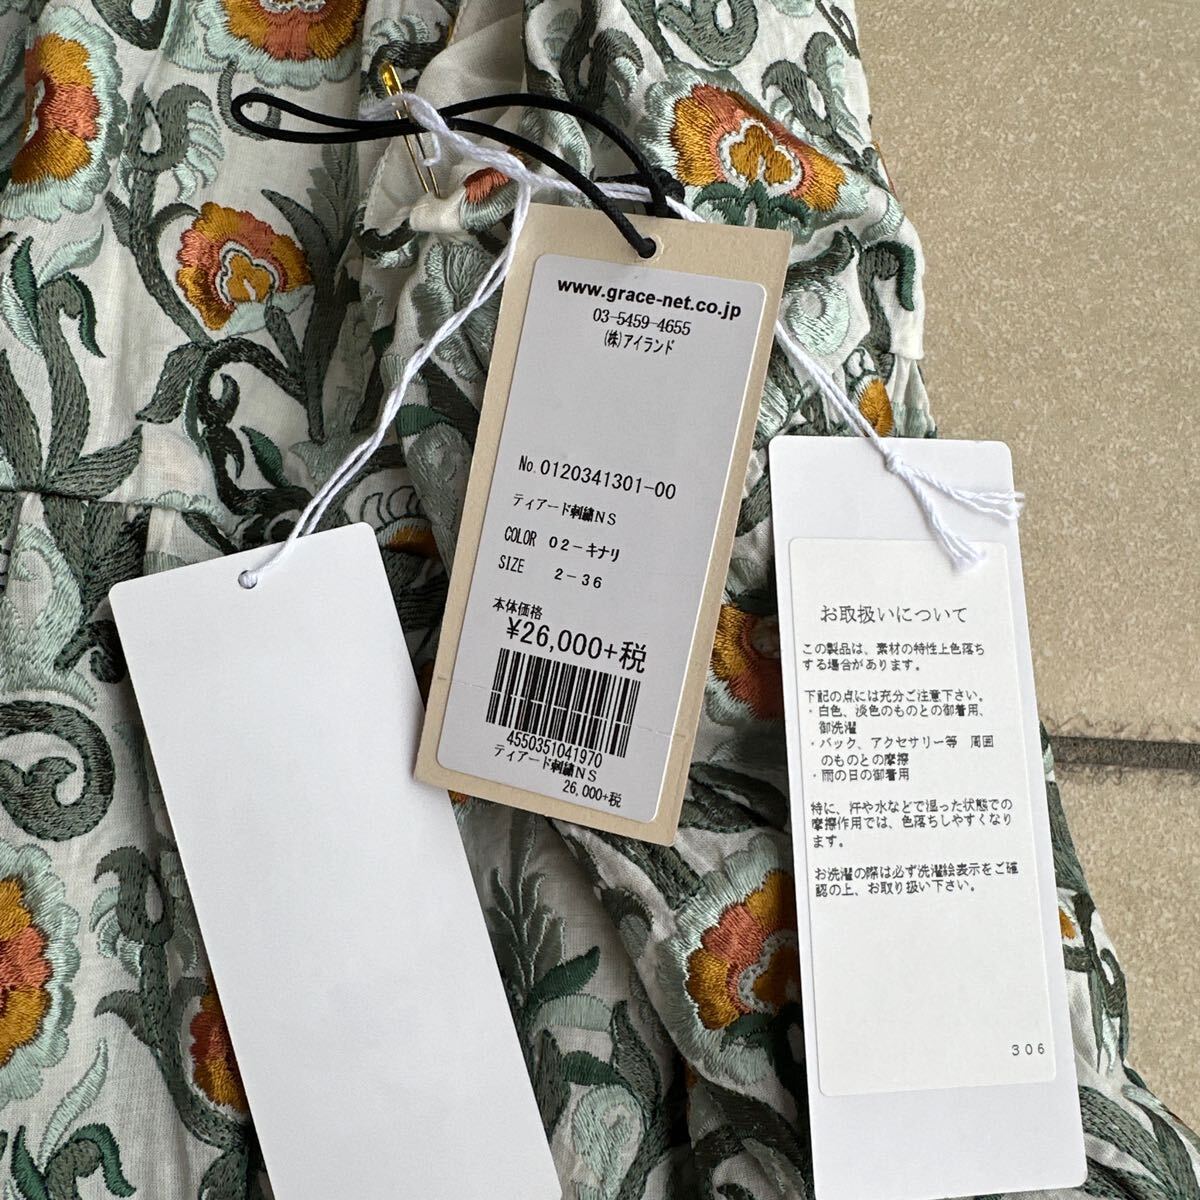 www.grace-net.co.jp
03-5459-4655
(株)アイランド
No.0120341301-00
ティアード刺繍NS
COLOR 02-キナリ
SIZE 2-36
本体価格
¥26,000+税
4550351041970
ティアード刺繍NS
26,000+税
お取扱いについて
この製品は、素材の特性上色落ち
する場合があります。
下記の点には充分ご注意下さい。
・白色、淡色のものとの御着用、
御洗濯
・バック、アクセサリー等 周囲
のものとの摩擦
・雨の日の御着用
特に、汗や水などで湿った状態での
摩擦作用では、色落ちしやすくなり
ます。
お洗濯の際は必ず洗濯絵表示をご確
認の上、お取り扱い下さい。
306